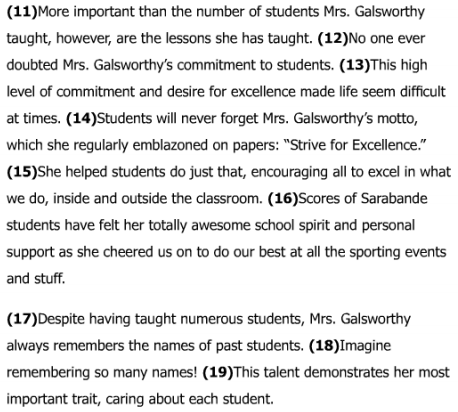 (11)More important than the number of students Mrs. Galsworthy
taught, however, are the lessons she has taught. (12)No one ever
doubted Mrs. Galsworthy’s commitment to students. (13)This high
level of commitment and desire for excellence made life seem difficult
at times. (14)Students will never forget Mrs. Galsworthy’s motto,
which she regularly emblazoned on papers: “Strive for Excellence.”
(15)She helped students do just that, encouraging all to excel in what
we do, inside and outside the classroom. (16)Scores of Sarabande
students have felt her totally awesome school spirit and personal
support as she cheered us on to do our best at all the sporting events
and stuff.
(17)Despite having taught numerous students, Mrs. Galsworthy
always remembers the names of past students. (18)Imagine
remembering so many names! (19)This talent demonstrates her most
important trait, caring about each student.